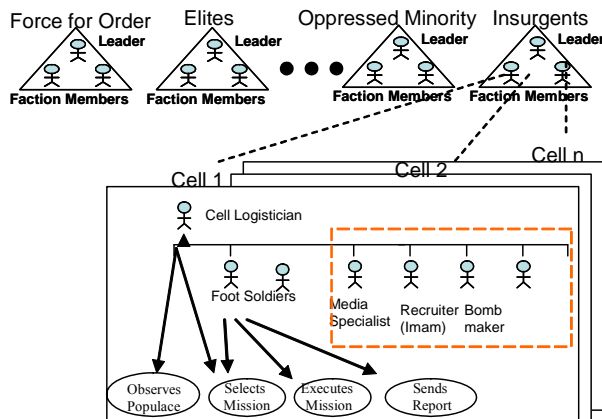 Force for Order
Elites
Oppressed Minority
Insurgents
Leader
Leader
Leader
Leader
Faction Members
Faction Members
Faction Members
Faction Members
Cell n
Cell 2
Cell 1
Cell Logistician
Foot Soldiers
Media
Specialist
Recruiter
(Imam)
Bomb
maker
Observes
Populace
Selects
Mission
Executes
Mission
Sends
Report